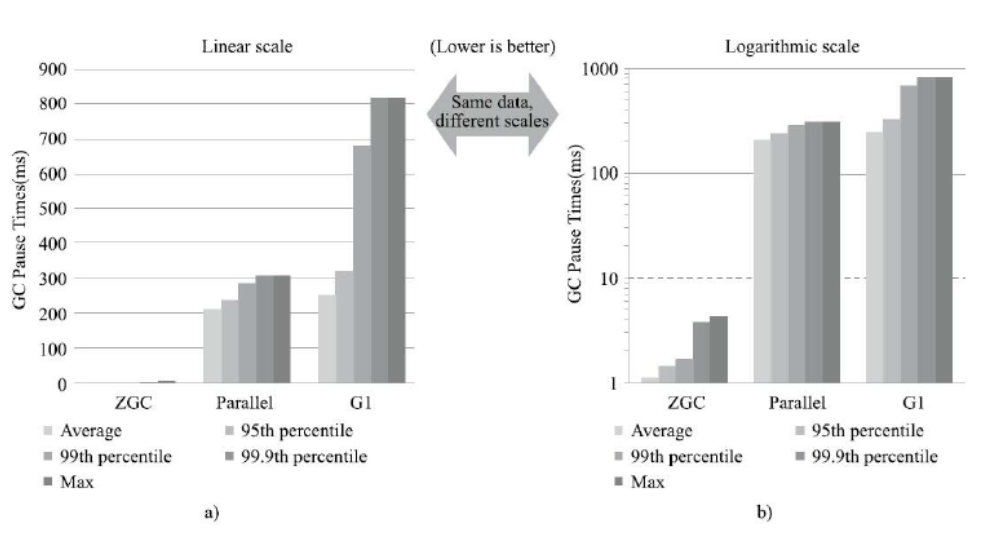 Linear scale
(Lower is better)
Logarithmic scale
Same data,
different scales
GC Pause Times(ms)
900
800
700
600
500
400
300
200
100
0
ZGC
Parallel
G1
Average
95th percentile
99th percentile
99.9th percentile
Max
a)
GC Pause Times(ms)
1000
100
10
1
ZGC
Parallel
G1
Average
95th percentile
99th percentile
99.9th percentile
Max
b)